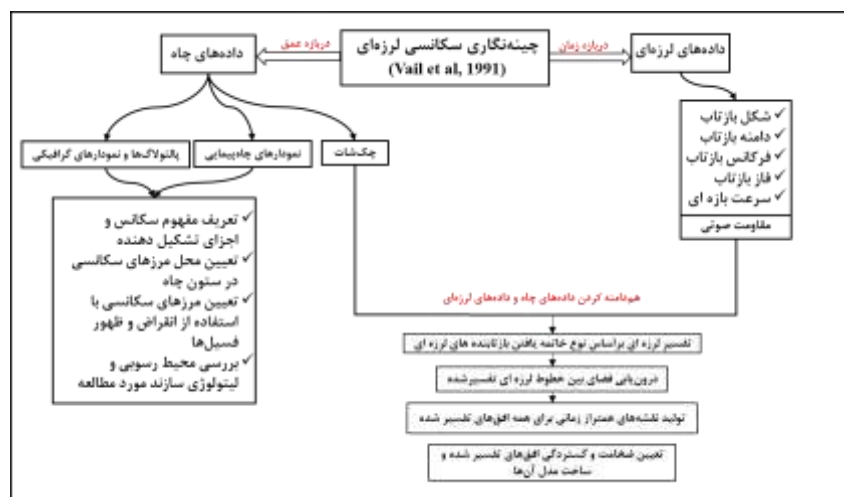 چینه‌نگاری سکانسی لرزه‌ای
(Vail et al, 1991)
درباره عمق
درباره زمان
داده‌های چاه
داده‌های لرزه‌ای
✓ شکل بازتاب
✓ دامنه بازتاب
✓ فرکانس بازتاب
✓ فاز بازتاب
✓ سرعت بازه ای
مقاومت صوتی
چک‌شات
نمودارهای چاه‌پیمایی
پالئولاگ‌ها و نمودارهای گرافیکی
✓ تعریف مفهوم سکانس و
اجزای تشکیل دهنده
✓ تعیین محل مرزهای سکانسی
در ستون چاه
✓ تعیین مرزهای سکانسی با
استفاده از انقراض و ظهور
فسیل‌ها
✓ بررسی محیط رسوبی و
لیتولوژی سازند مورد مطالعه
هم‌دامنه کردن داده‌های چاه و داده‌های لرزه‌ای
تفسیر لرزه ای براساس نوع خاتمه یافتن بازتابنده های لرزه ای
درون‌یابی فضای بین خطوط لرزه ای تفسیرشده
تولید نقشه‌های همتراز زمانی برای همه افق‌های تفسیر شده
تعیین ضخامت و گستردگی افق‌های تفسیر شده و
ساخت مدل آن‌ها